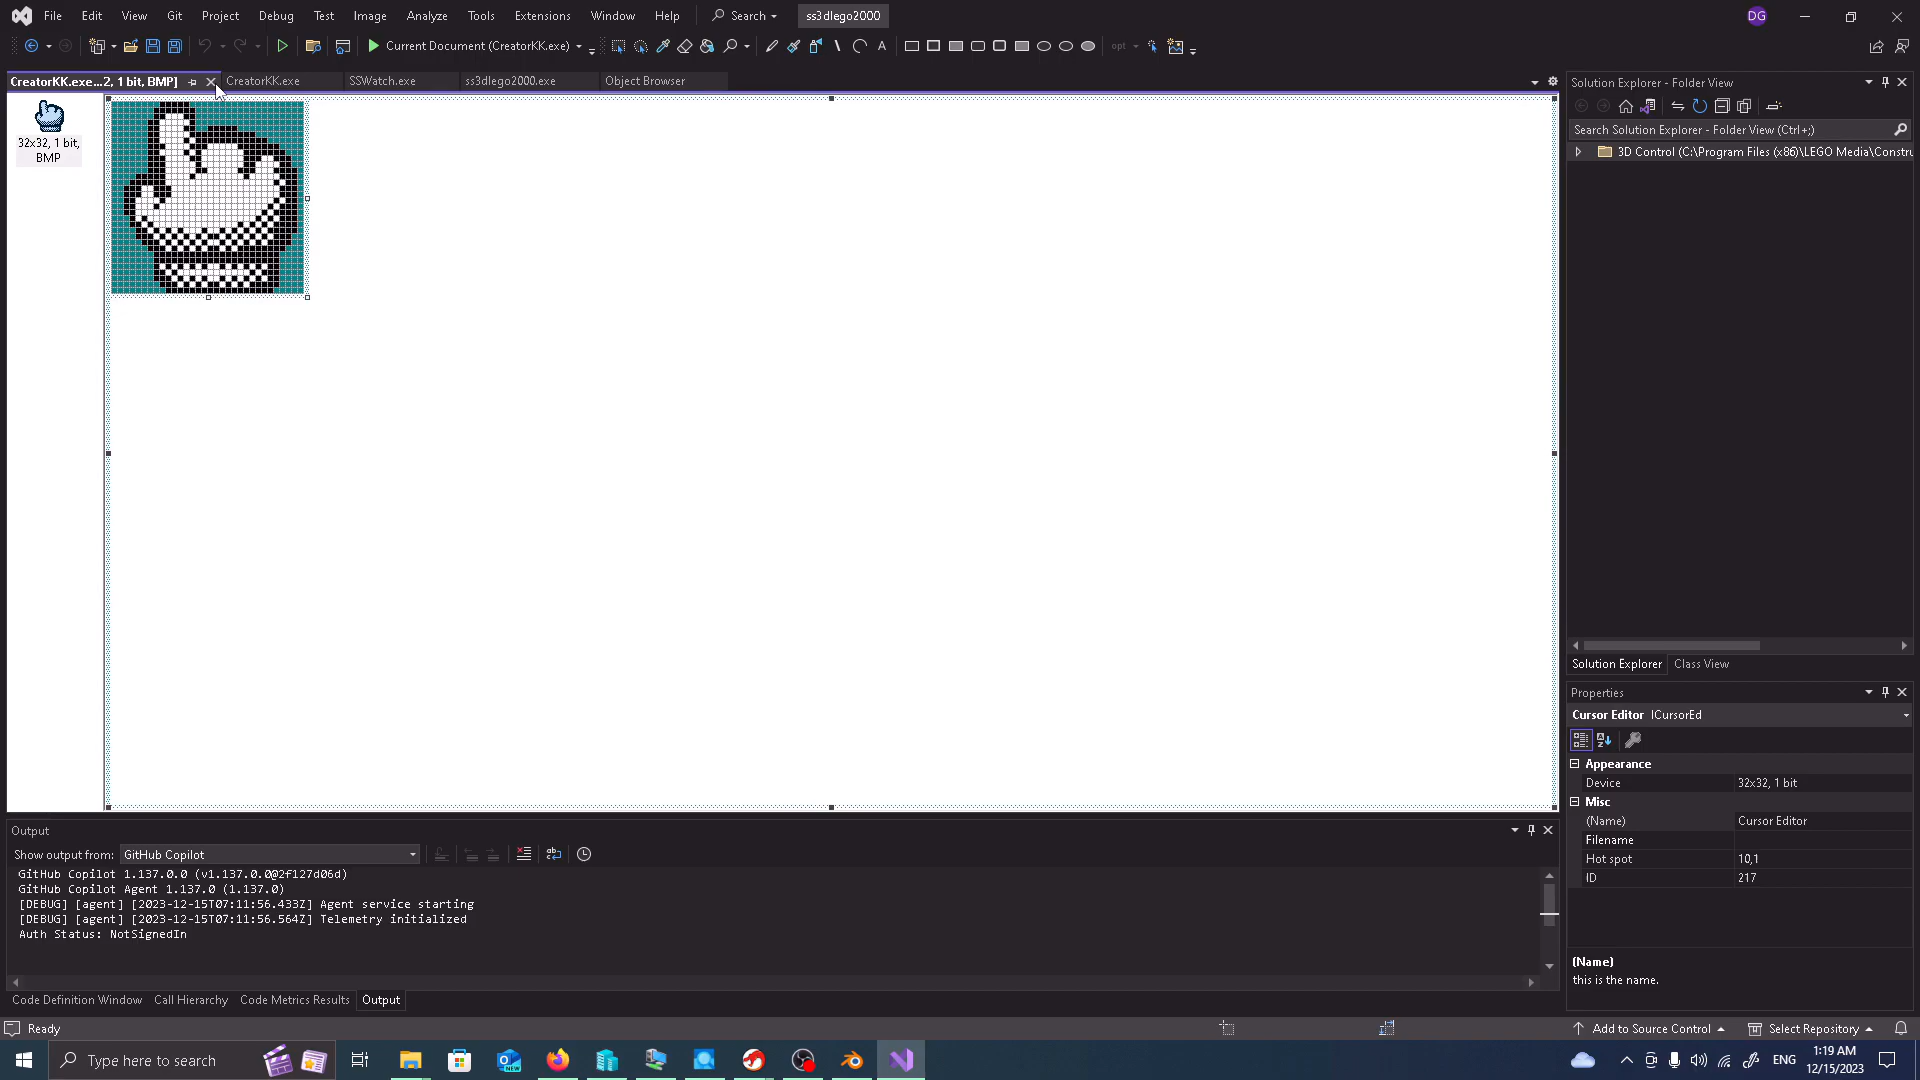 File Edit View Git Project Debug Test Image Analyze Tools Extensions Window Help Search ss3dlego2000 DG
Current Document (CreatorKK.exe) A opt
CreatorKK.exe...2, 1 bit, BMP] CreatorKK.exe SSWatch.exe ss3dlego2000.exe Object Browser
32x32, 1 bit,
BMP
Solution Explorer - Folder View
Search Solution Explorer - Folder View (Ctrl+;)
3D Control (C:\Program Files (x86)\LEGO Media\Constru
Solution Explorer Class View
Properties
Cursor Editor ICursorEd
Appearance
Device 32x32, 1 bit
Misc
(Name) Cursor Editor
Filename
Hot spot 10,1
ID 217
(Name)
this is the name.
Output
Show output from: GitHub Copilot
GitHub Copilot 1.137.0.0 (v1.137.0.0@2f127d06d)
GitHub Copilot Agent 1.137.0 (1.137.0)
[DEBUG] [agent] [2023-12-15T07:11:56.433Z] Agent service starting
[DEBUG] [agent] [2023-12-15T07:11:56.564Z] Telemetry initialized
Auth Status: NotSignedIn
Code Definition Window Call Hierarchy Code Metrics Results Output
Ready Add to Source Control Select Repository
Type here to search NEW ENG 1:19 AM
12/15/2023